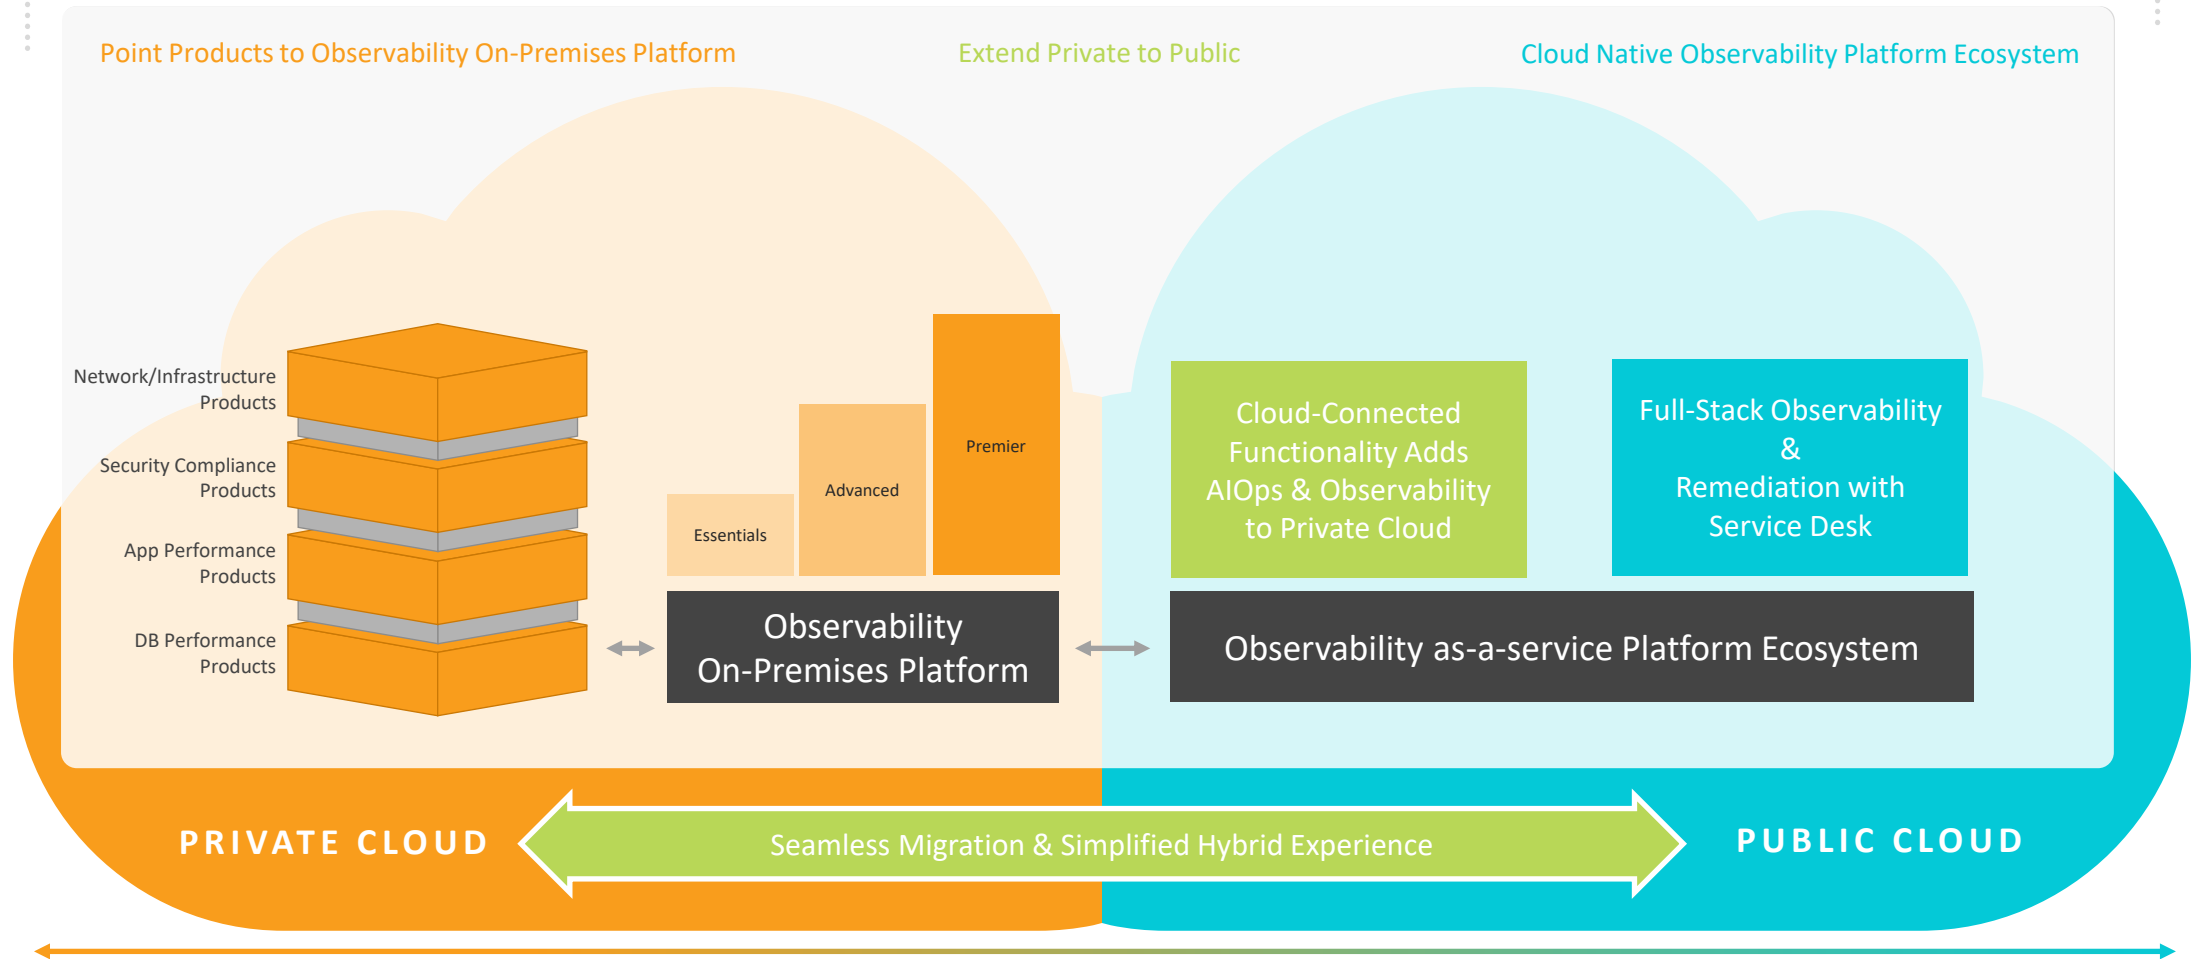 Point Products to Observability On-Premises Platform
Extend Private to Public
Cloud Native Observability Platform Ecosystem
Network/Infrastructure
Products
Security Compliance
Products
App Performance
Products
DB Performance
Products
Essentials
Advanced
Premier
Observability
On-Premises Platform
Cloud-Connected
Functionality Adds
AIOps & Observability
to Private Cloud
Full-Stack Observability
&
Remediation with
Service Desk
Observability as-a-service Platform Ecosystem
PRIVATE CLOUD
Seamless Migration & Simplified Hybrid Experience
PUBLIC CLOUD